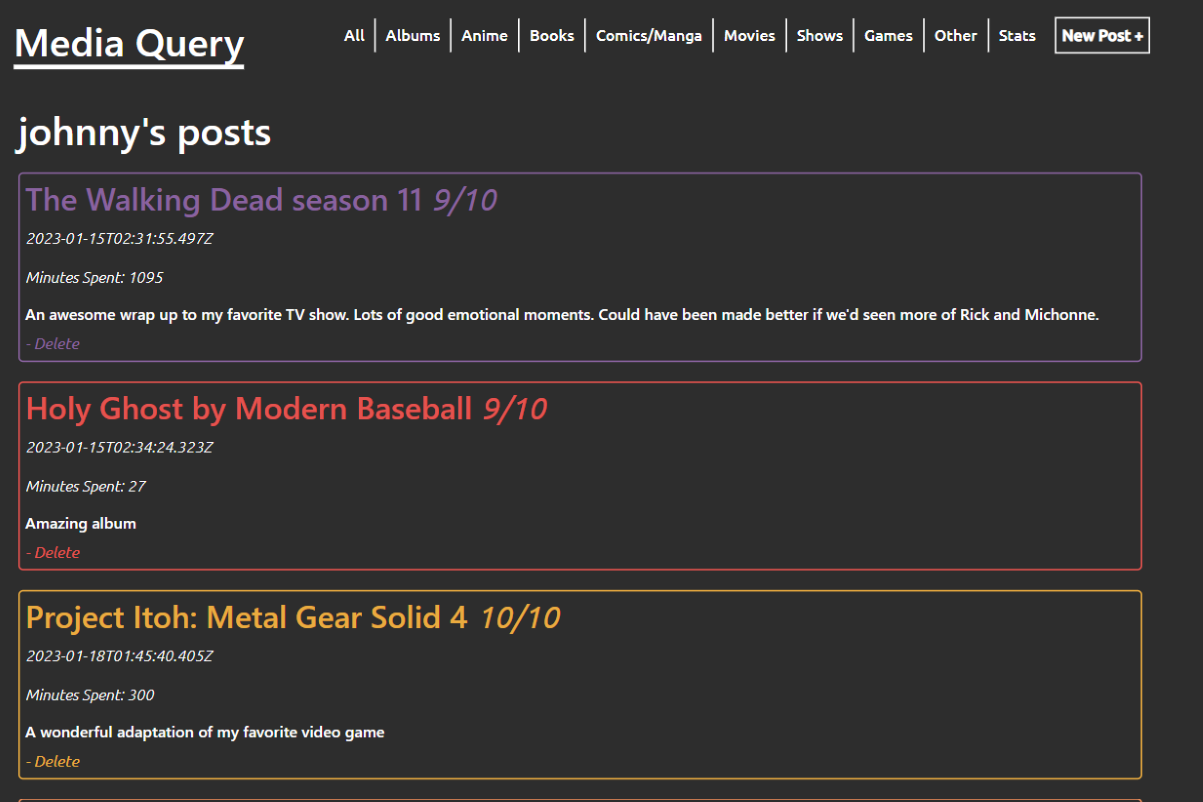 Media Query
All Albums Anime Books Comics/Manga Movies Shows Games Other Stats New Post +
johnny's posts
The Walking Dead season 11 9/10
2023-01-15T02:31:55.497Z
Minutes Spent: 1095
An awesome wrap up to my favorite TV show. Lots of good emotional moments. Could have been made better if we'd seen more of Rick and Michonne.
- Delete
Holy Ghost by Modern Baseball 9/10
2023-01-15T02:34:24.323Z
Minutes Spent: 27
Amazing album
- Delete
Project Itoh: Metal Gear Solid 4 10/10
2023-01-18T01:45:40.405Z
Minutes Spent: 300
A wonderful adaptation of my favorite video game
- Delete